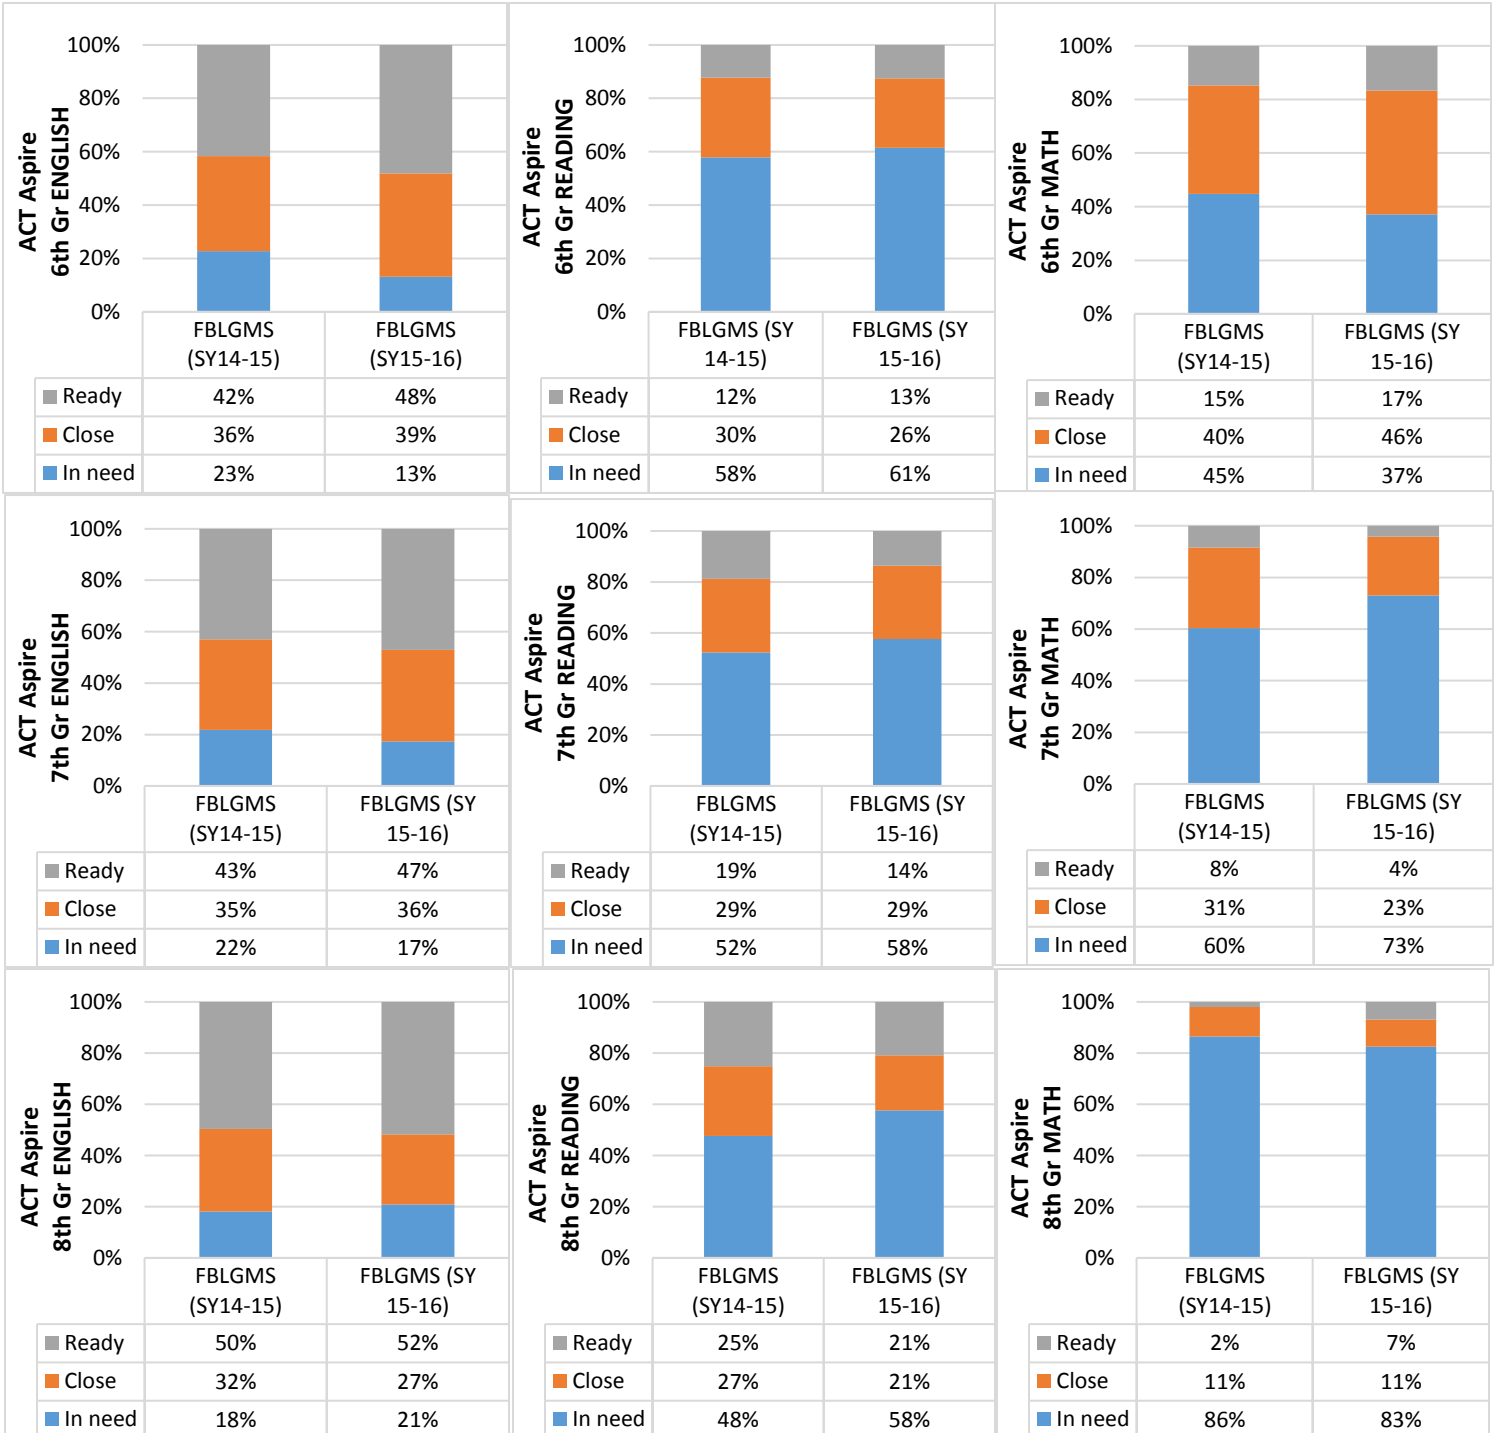 ACT Aspire
6th Gr ENGLISH
100%
80%
60%
40%
20%
0%
FBLGMS
(SY14-15)
FBLGMS
(SY15-16)
Ready 42% 48%
Close 36% 39%
In need 23% 13%
ACT Aspire
6th Gr READING
100%
80%
60%
40%
20%
0%
FBLGMS (SY
14-15)
FBLGMS (SY
15-16)
Ready 12% 13%
Close 30% 26%
In need 58% 61%
ACT Aspire
6th Gr MATH
100%
80%
60%
40%
20%
0%
FBLGMS
(SY14-15)
FBLGMS (SY
15-16)
Ready 15% 17%
Close 40% 46%
In need 45% 37%
ACT Aspire
7th Gr ENGLISH
100%
80%
60%
40%
20%
0%
FBLGMS
(SY14-15)
FBLGMS (SY
15-16)
Ready 43% 47%
Close 35% 36%
In need 22% 17%
ACT Aspire
7th Gr READING
100%
80%
60%
40%
20%
0%
FBLGMS
(SY14-15)
FBLGMS (SY
15-16)
Ready 19% 14%
Close 29% 29%
In need 52% 58%
ACT Aspire
7th Gr MATH
100%
80%
60%
40%
20%
0%
FBLGMS
(SY14-15)
FBLGMS (SY
15-16)
Ready 8% 4%
Close 31% 23%
In need 60% 73%
ACT Aspire
8th Gr ENGLISH
100%
80%
60%
40%
20%
0%
FBLGMS
(SY14-15)
FBLGMS (SY
15-16)
Ready 50% 52%
Close 32% 27%
In need 18% 21%
ACT Aspire
8th Gr READING
100%
80%
60%
40%
20%
0%
FBLGMS
(SY14-15)
FBLGMS (SY
15-16)
Ready 25% 21%
Close 27% 21%
In need 48% 58%
ACT Aspire
8th Gr MATH
100%
80%
60%
40%
20%
0%
FBLGMS
(SY14-15)
FBLGMS (SY
15-16)
Ready 2% 7%
Close 11% 11%
In need 86% 83%